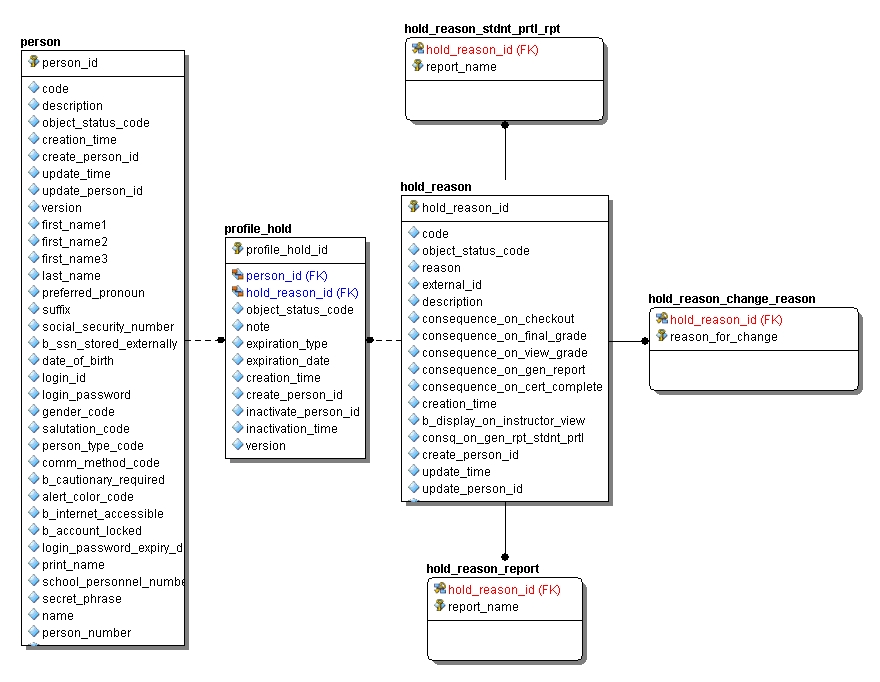 person
person_id
code
description
object_status_code
creation_time
create_person_id
update_time
update_person_id
version
first_name1
first_name2
first_name3
last_name
preferred_pronoun
suffix
social_security_number
b_ssn_stored_externally
date_of_birth
login_id
login_password
gender_code
salutation_code
person_type_code
comm_method_code
b_cautionary_required
alert_color_code
b_internet_accessible
b_account_locked
login_password_expiry_d
print_name
school_personnel_numbe
secret_phrase
name
person_number
profile_hold
profile_hold_id
person_id (FK)
hold_reason_id (FK)
object_status_code
note
expiration_type
expiration_date
creation_time
create_person_id
inactivate_person_id
inactivation_time
version
hold_reason_stdnt_prtl_rpt
hold_reason_id (FK)
report_name
hold_reason
hold_reason_id
code
object_status_code
reason
external_id
description
consequence_on_checkout
consequence_on_final_grade
consequence_on_view_grade
consequence_on_gen_report
consequence_on_cert_complete
creation_time
b_display_on_instructor_view
consq_on_gen_rpt_stdnt_prtl
create_person_id
update_time
update_person_id
hold_reason_change_reason
hold_reason_id (FK)
reason_for_change
hold_reason_report
hold_reason_id (FK)
report_name